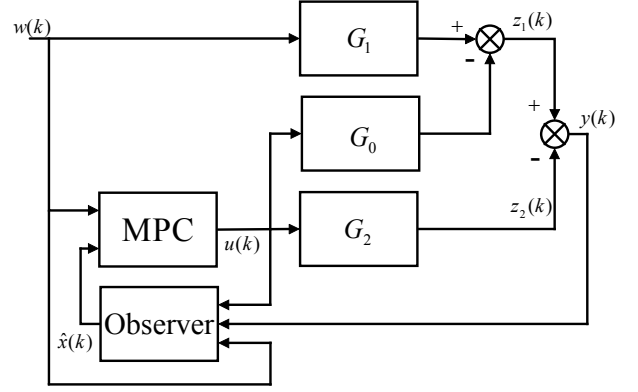 w(k)
G₁
+
-
z₁(k)
G₀
+
-
y(k)
MPC
u(k)
G₂
z₂(k)
Observer
x̂(k)